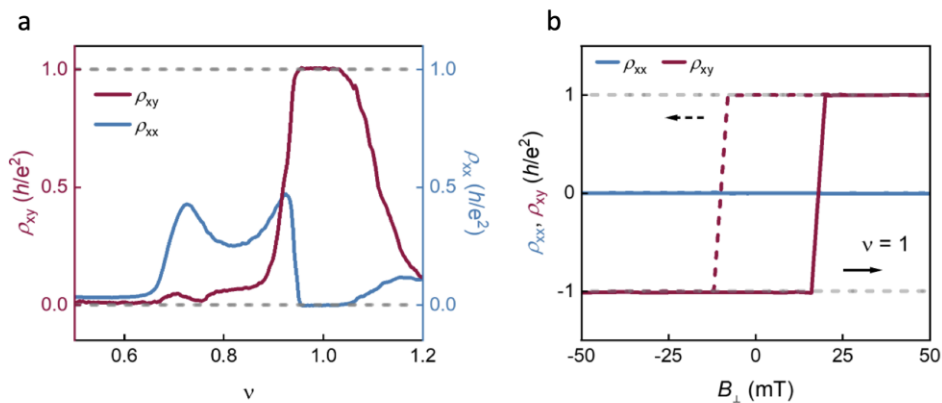 a
1.0
0.5
0.0
ρxy (h/e²)
ρxy
ρxx
1.0
0.5
0.0
ρxx (h/e²)
0.6 0.8 1.0 1.2
ν
b
ρxx ρxy
1
0
-1
ρxx, ρxy (h/e²)
ν = 1
-50 -25 0 25 50
B⊥ (mT)